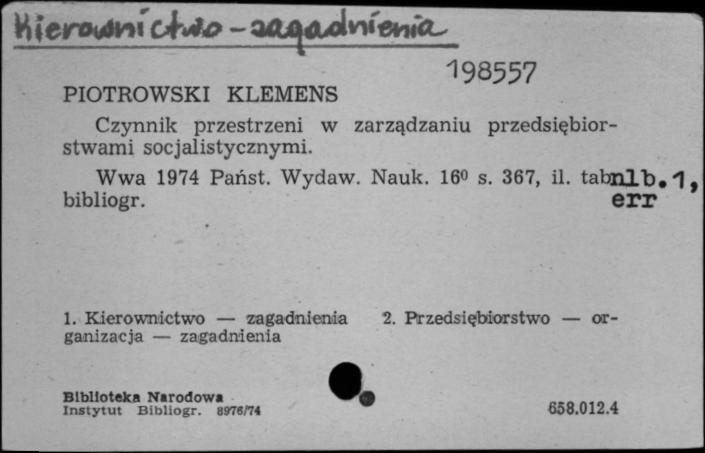 Kierownictwo - zagadnienia
198557
PIOTROWSKI KLEMENS
Czynnik przestrzeni w zarządzaniu przedsiębior-
stwami socjalistycznymi.
Wwa 1974 Państ. Wydaw. Nauk. 16⁰ s. 367, il. tabnlb.1,
bibliogr. err
1. Kierownictwo — zagadnienia 2. Przedsiębiorstwo — or-
ganizacja — zagadnienia
Biblioteka Narodowa
Instytut Bibliogr. 8976/74 658.012.4